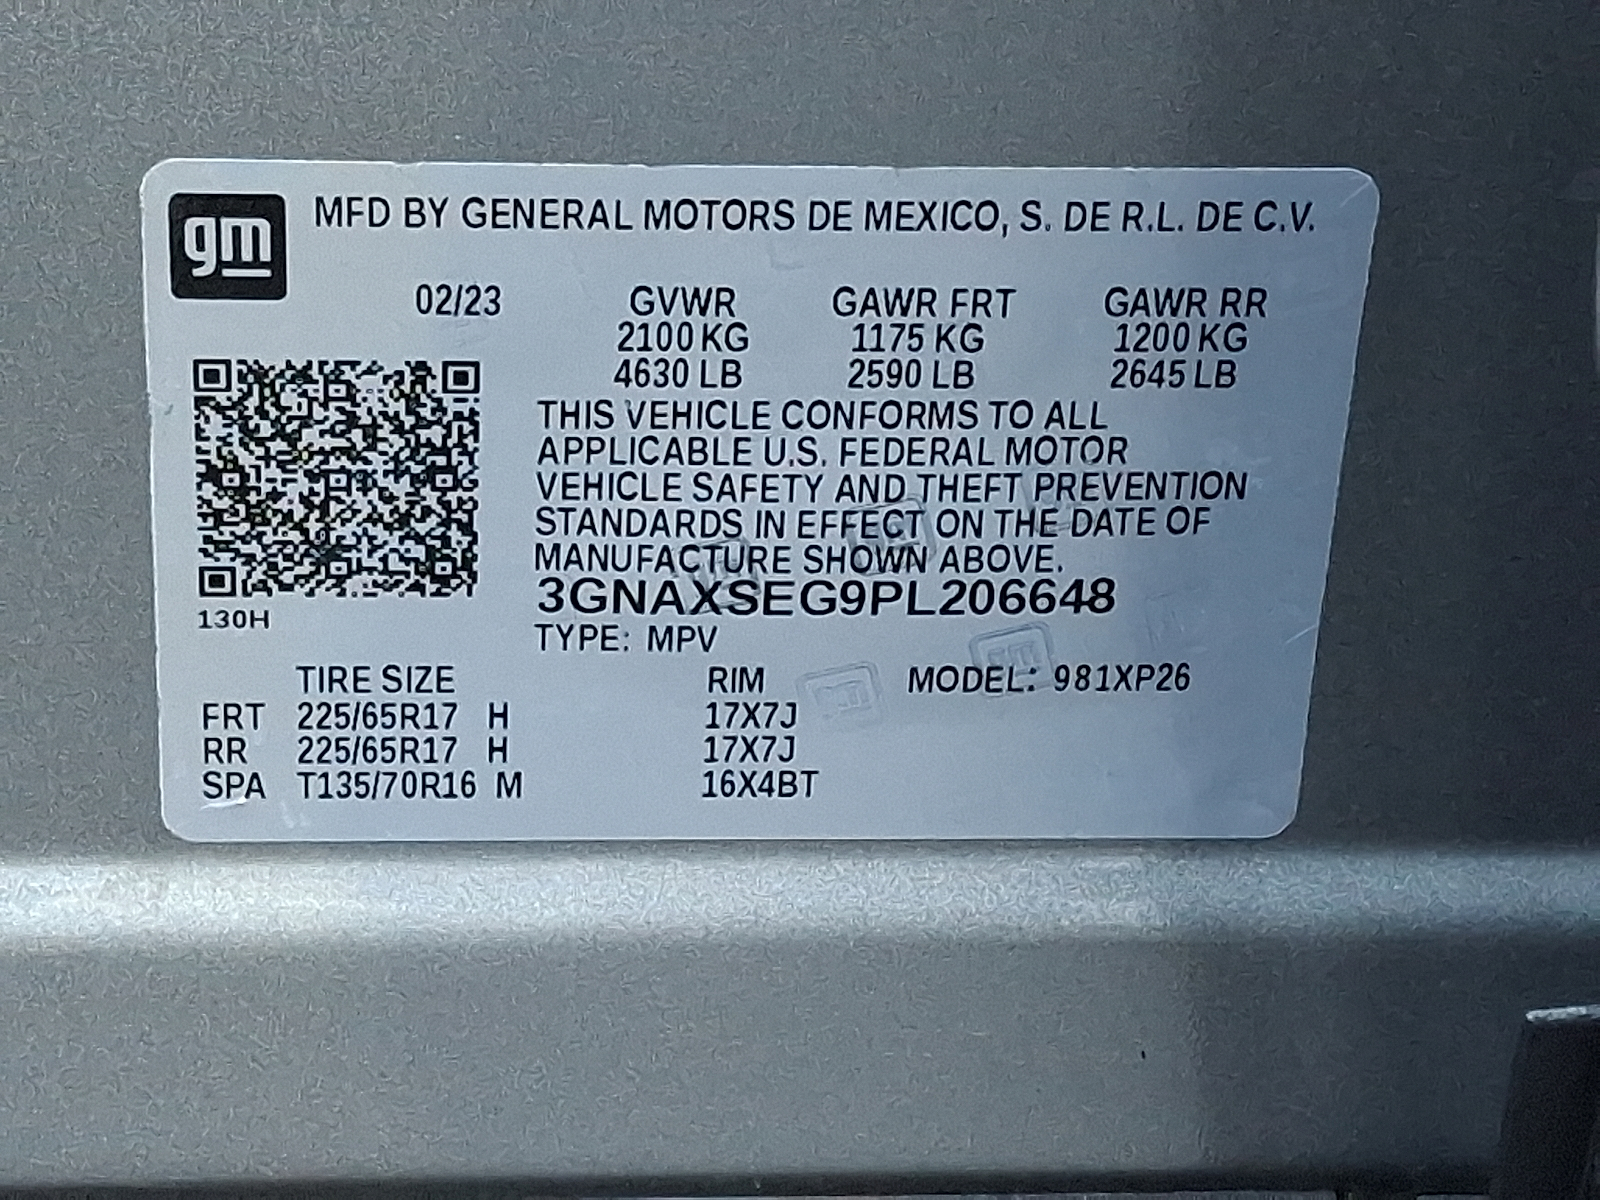 gm MFD BY GENERAL MOTORS DE MEXICO, S. DE R.L. DE C.V.
02/23 GVWR GAWR FRT GAWR RR
2100 KG 1175 KG 1200 KG
4630 LB 2590 LB 2645 LB
THIS VEHICLE CONFORMS TO ALL
APPLICABLE U.S. FEDERAL MOTOR
VEHICLE SAFETY AND THEFT PREVENTION
STANDARDS IN EFFECT ON THE DATE OF
MANUFACTURE SHOWN ABOVE.
3GNAXSEG9PL206648
130H
TYPE: MPV
TIRE SIZE RIM MODEL: 981XP26
FRT 225/65R17 H 17X7J
RR 225/65R17 H 17X7J
SPA T135/70R16 M 16X4BT